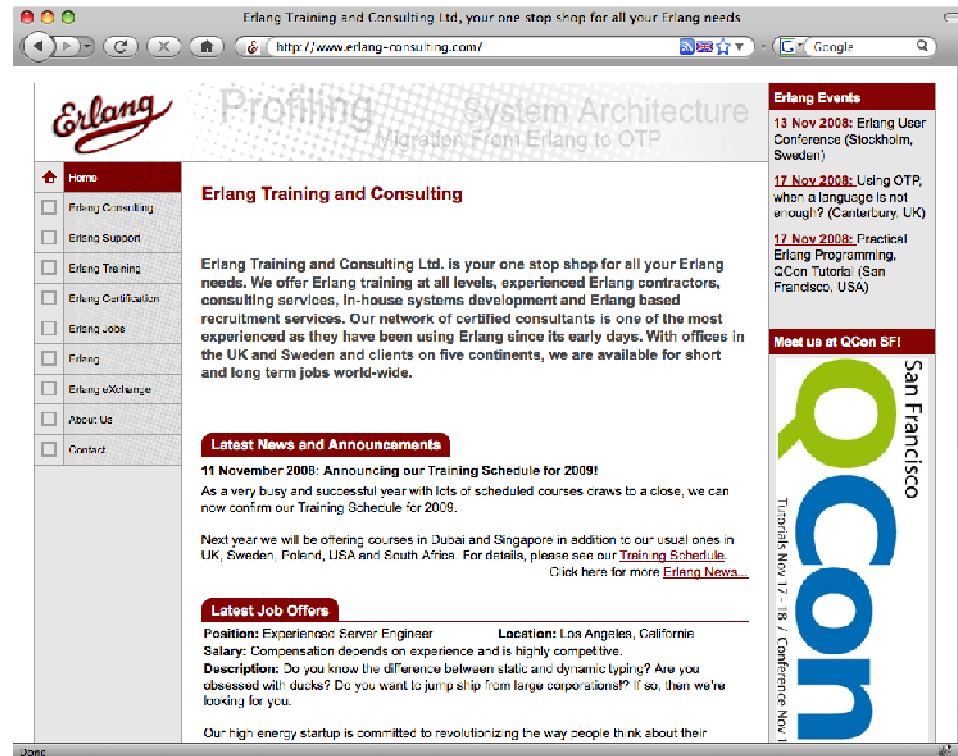 Erlang Training and Consulting Ltd, your one stop shop for all your Erlang needs
http://www.erlang-consulting.com/
Google
Erlang
Profiling
System Architecture
Migration From Erlang to OTP
Home
Erlang Consulting
Erlang Support
Erlang Training
Erlang Certification
Erlang Jobs
Erlang
Erlang eXchange
About Us
Contact
Erlang Training and Consulting
Erlang Training and Consulting Ltd. is your one stop shop for all your Erlang
needs. We offer Erlang training at all levels, experienced Erlang contractors,
consulting services, in-house systems development and Erlang based
recruitment services. Our network of certified consultants is one of the most
experienced as they have been using Erlang since its early days. With offices in
the UK and Sweden and clients on five continents, we are available for short
and long term jobs world-wide.
Latest News and Announcements
11 November 2008: Announcing our Training Schedule for 2009!
As a very busy and successful year with lots of scheduled courses draws to a close, we can
now confirm our Training Schedule for 2009.
Next year we will be offering courses in Dubai and Singapore in addition to our usual ones in
UK, Sweden, Poland, USA and South Africa. For details, please see our Training Schedule.
Click here for more Erlang News...
Latest Job Offers
Position: Experienced Server Engineer Location: Los Angeles, California
Salary: Compensation depends on experience and is highly competitive.
Description: Do you know the difference between static and dynamic typing? Are you
obsessed with ducks? Do you want to jump ship from large corporations!? If so, then we're
looking for you.
Our high energy startup is committed to revolutionizing the way people think about their
Erlang Events
13 Nov 2008: Erlang User
Conference (Stockholm,
Sweden)
17 Nov 2008: Using OTP,
when a language is not
enough? (Canterbury, UK)
17 Nov 2008: Practical
Erlang Programming,
QCon Tutorial (San
Francisco, USA)
Meet us at QCon SF!
San Francisco
QCon
Tutorials Nov 17 - 18 / Conference Nov 1
Done